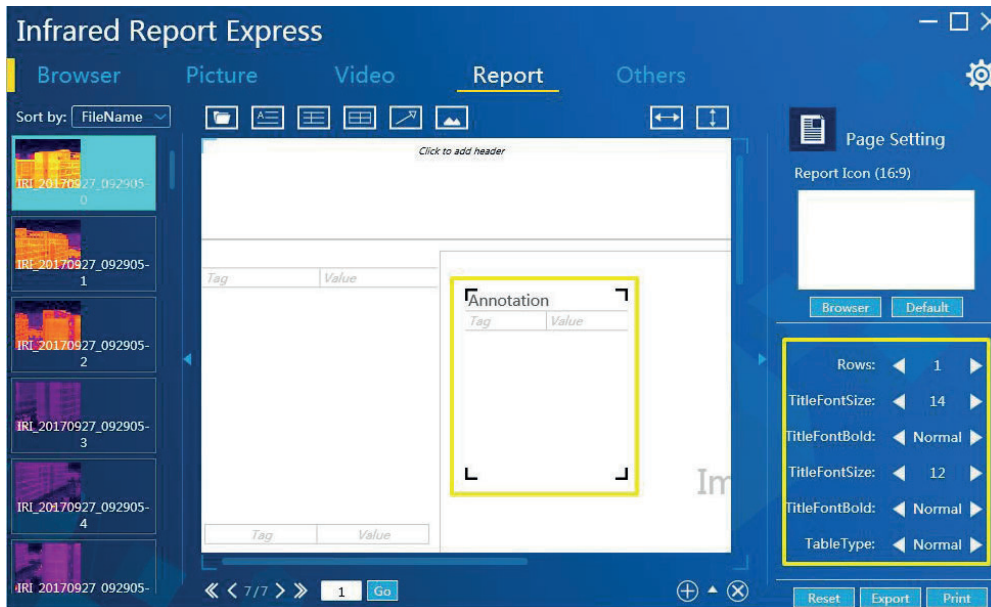 Infrared Report Express
Browser Picture Video Report Others
Sort by: FileName
IRI_20170927_092905-
0
IRI_20170927_092905-
1
IRI_20170927_092905-
2
IRI_20170927_092905-
3
IRI_20170927_092905-
4
IRI_20170927_092905-
Click to add header
Tag Value
Annotation
Tag Value
Im
Tag Value
7/7 1 Go
Page Setting
Report Icon (16:9)
Browser Default
Rows: 1
TitleFontSize: 14
TitleFontBold: Normal
TitleFontSize: 12
TitleFontBold: Normal
TableType: Normal
Reset Export Print